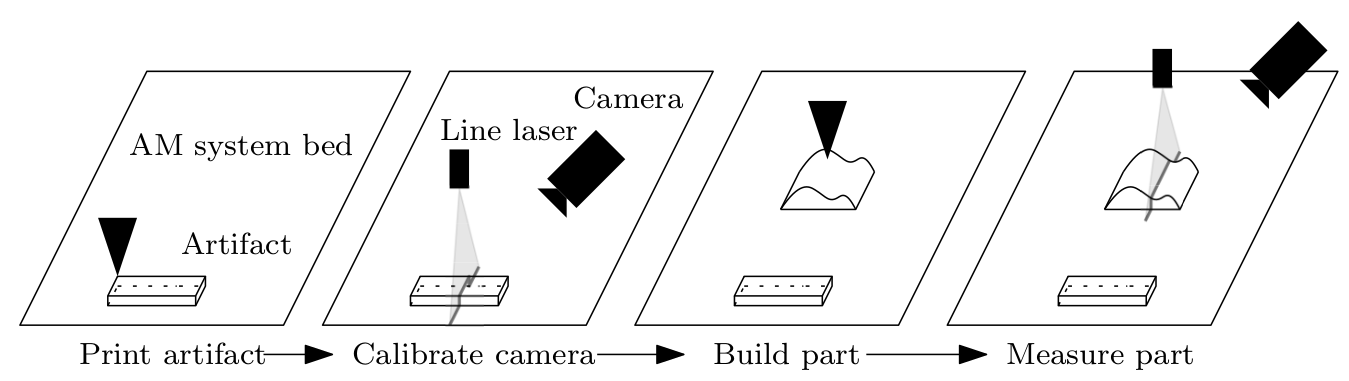 AM system bed
Artifact
Line laser
Camera
Print artifact
Calibrate camera
Build part
Measure part